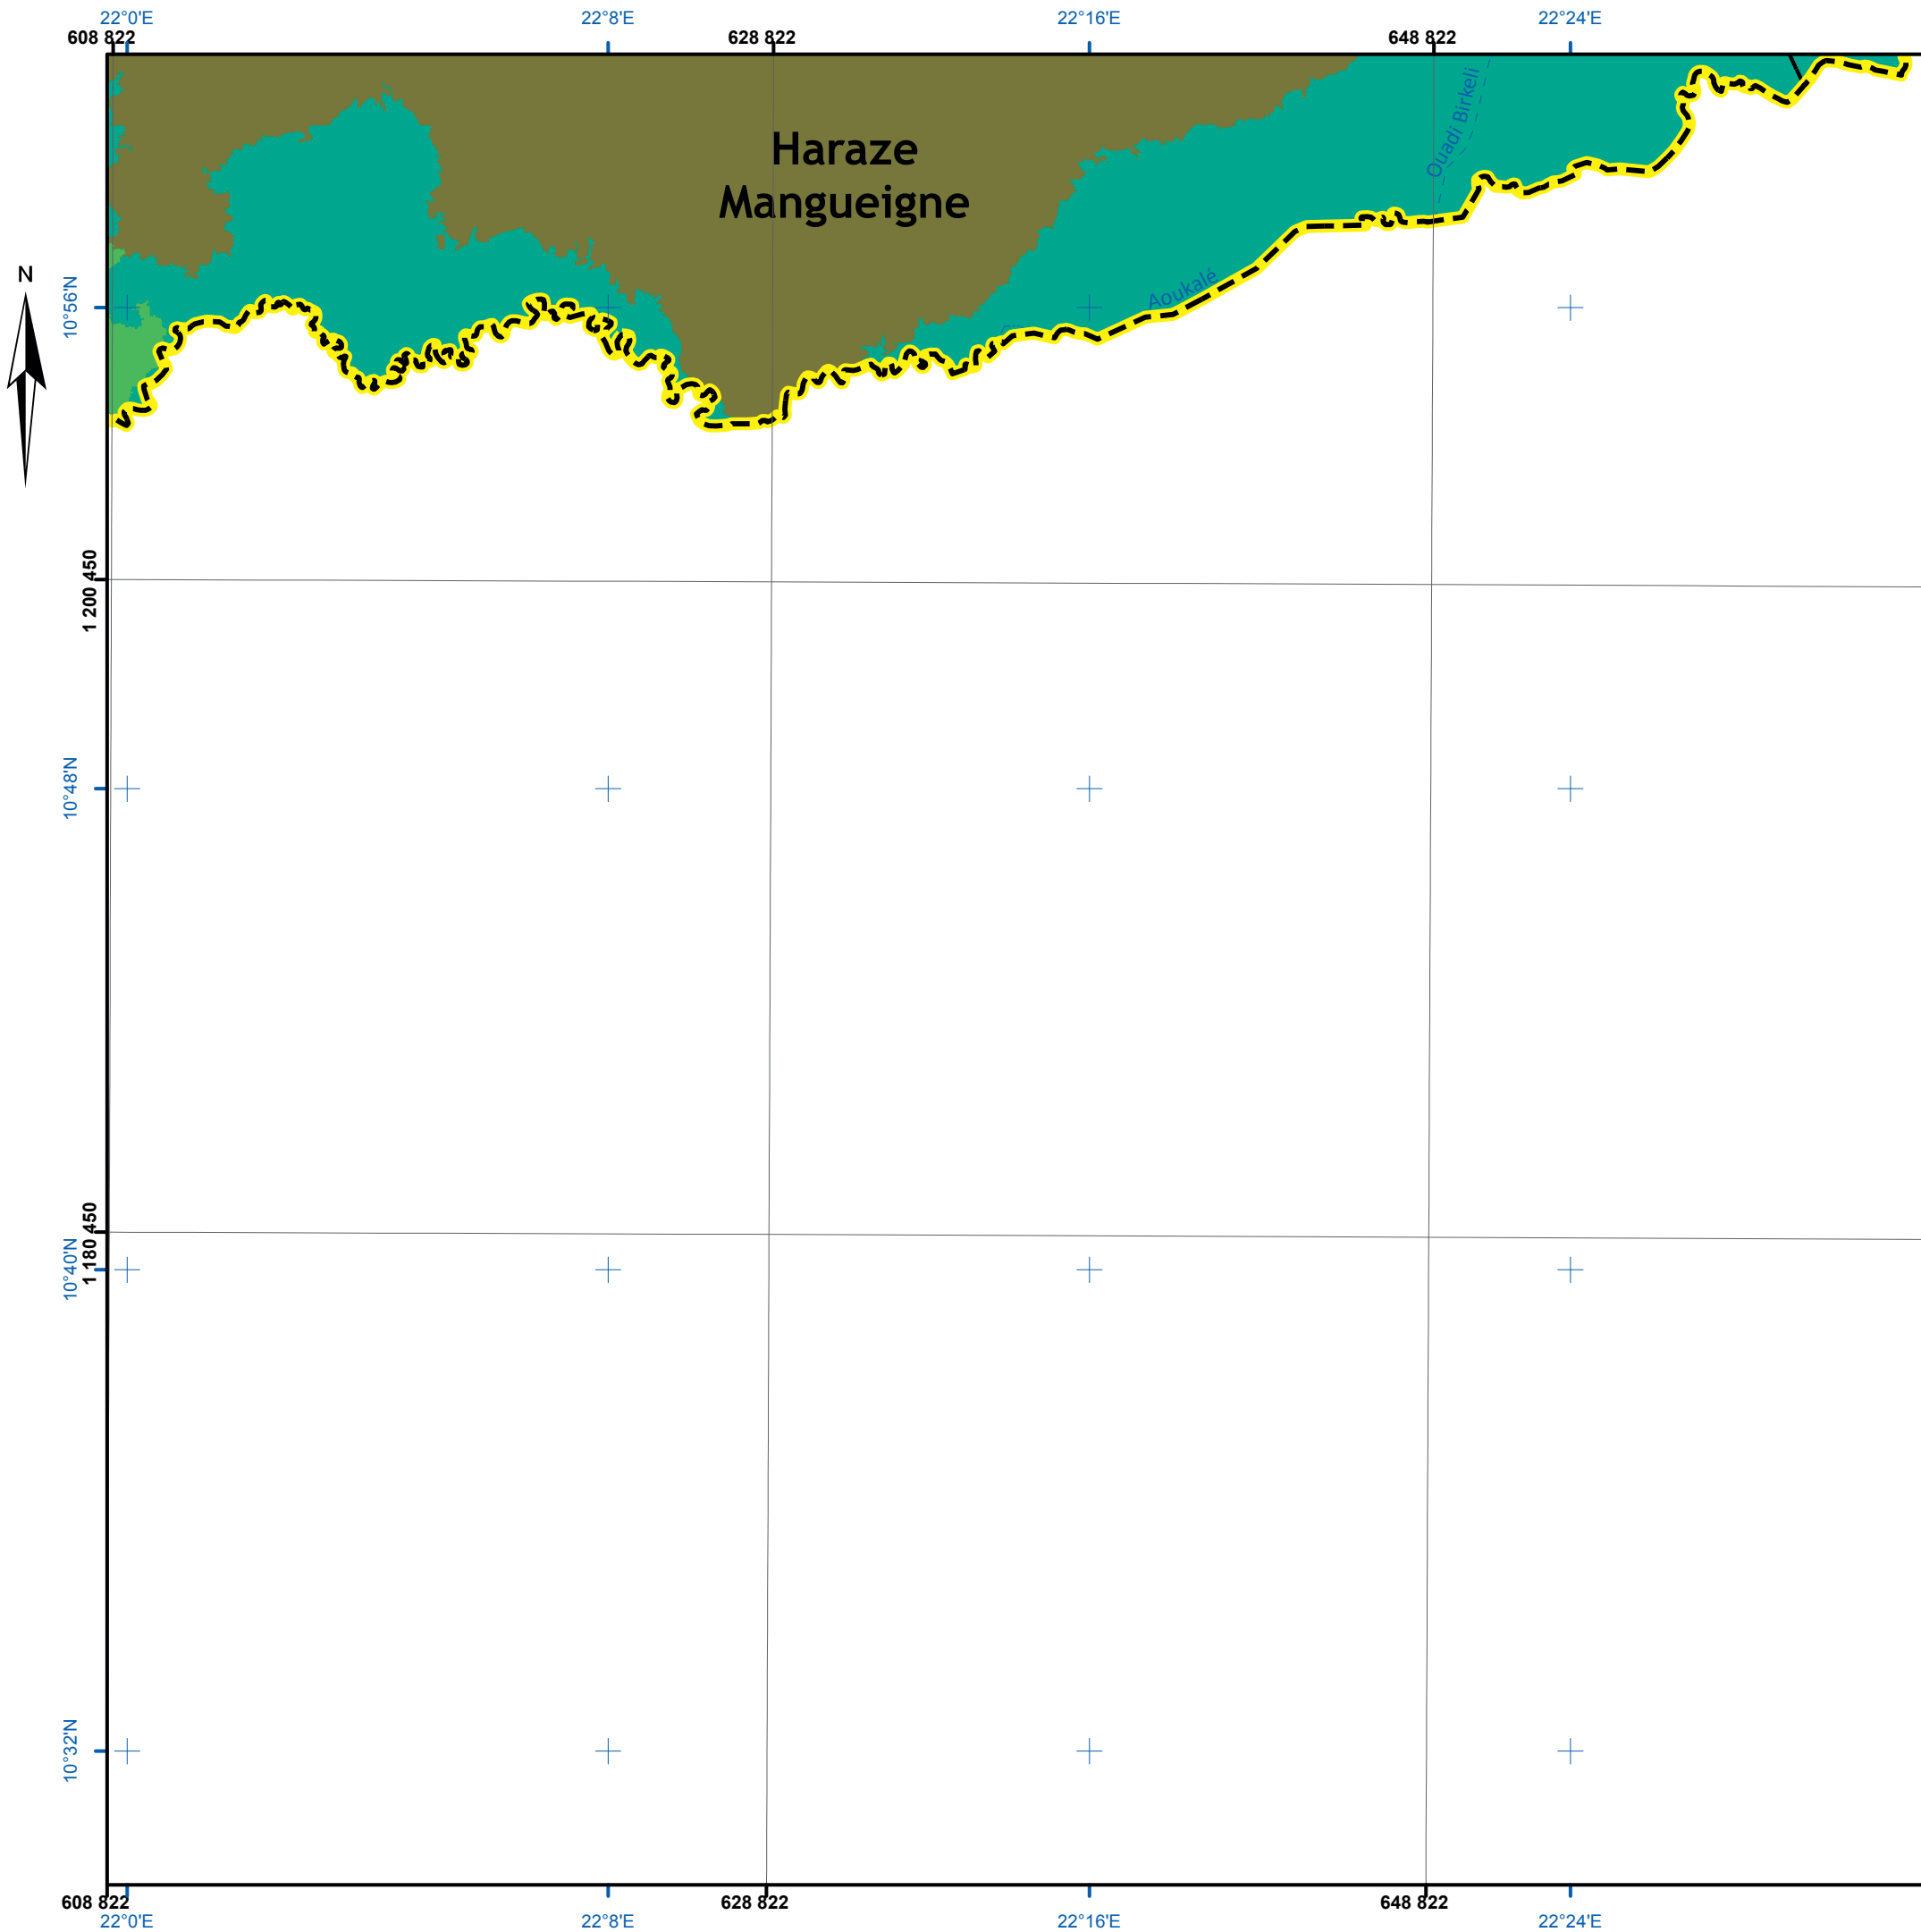 22°0'E 22°8'E 22°16'E 22°24'E
608 822 628 822 648 822
Ouadi Birkeli
Haraze
Mangueigne
N
10°56'N
Aoukalé
1 200 450
10°48'N
1 180 450
10°40'N
10°32'N
608 822 628 822 648 822
22°0'E 22°8'E 22°16'E 22°24'E